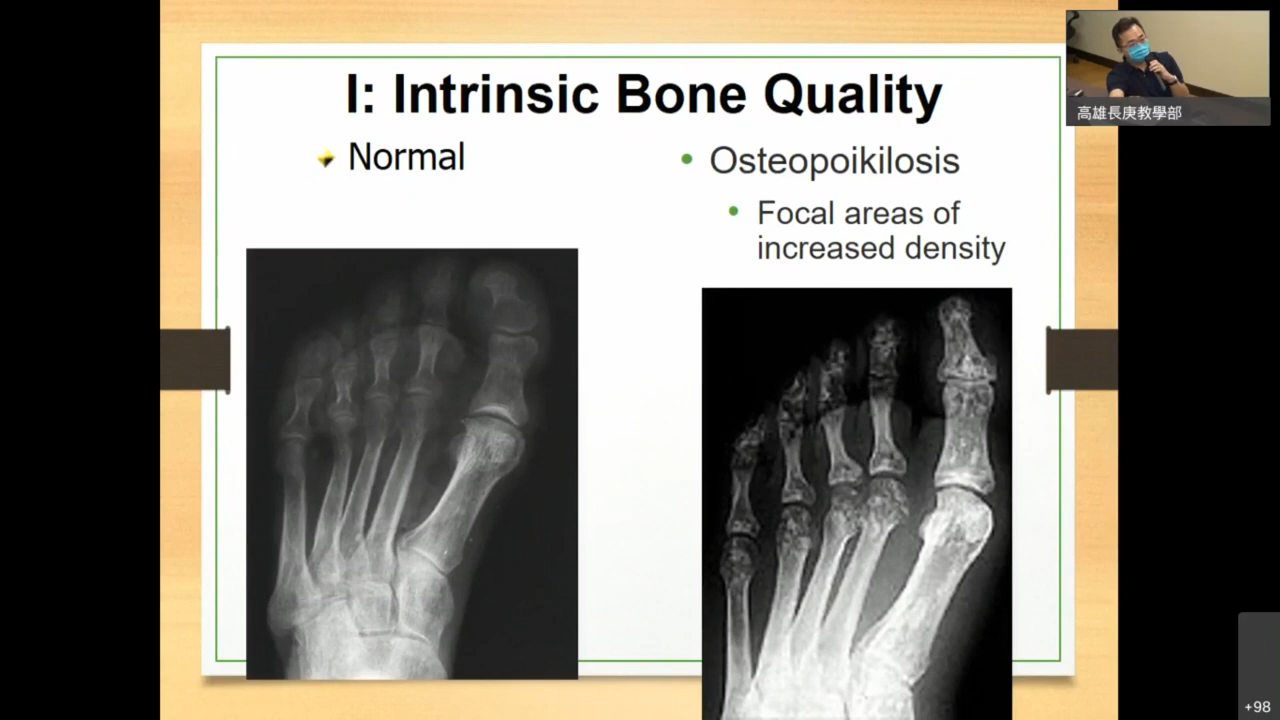 I: Intrinsic Bone Quality
Normal
Osteopoikilosis
Focal areas of
increased density
高雄長庚教學部
+98